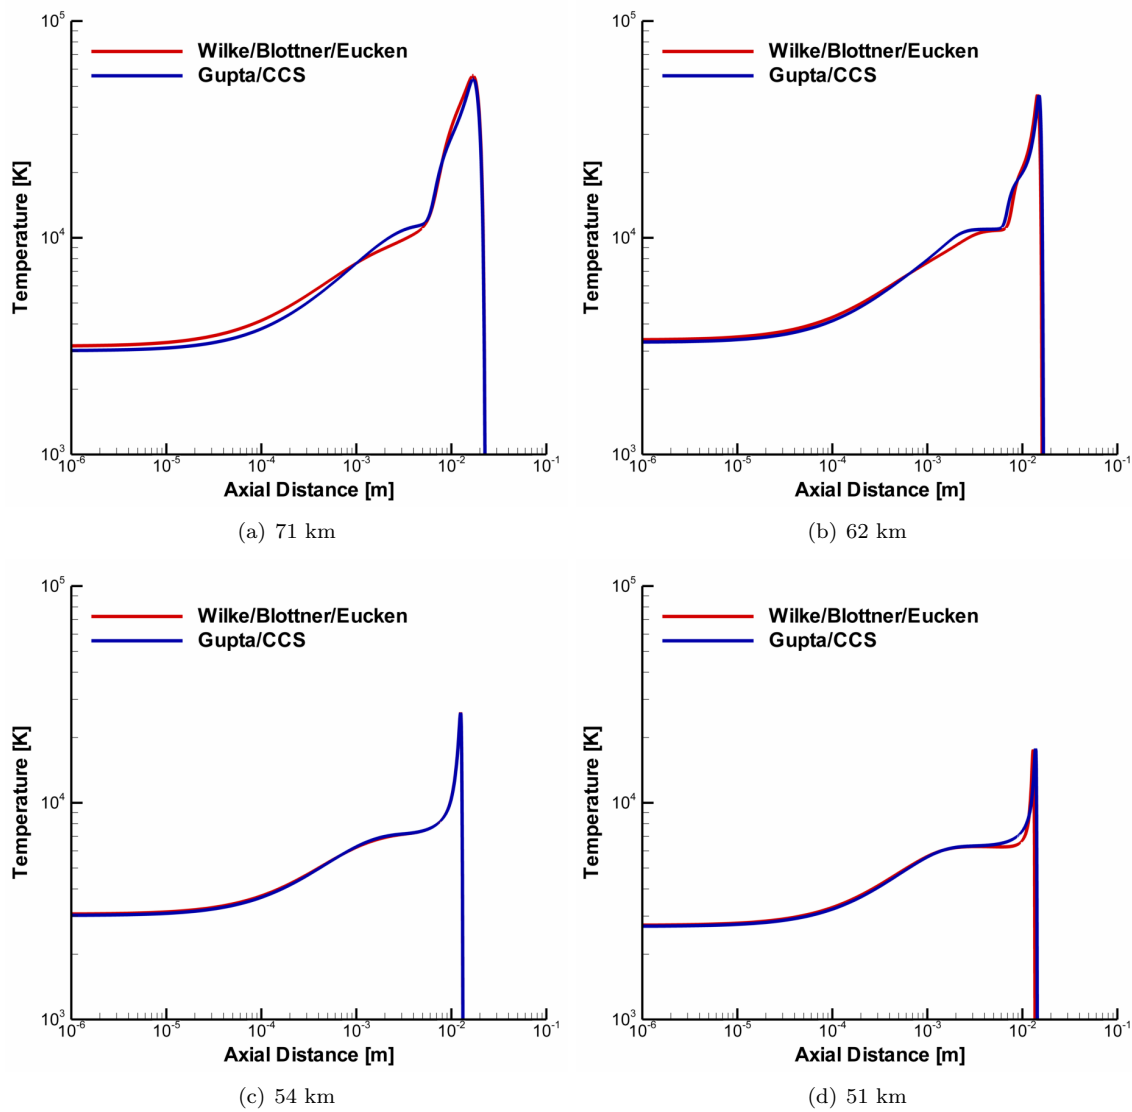 10^5
Wilke/Blottner/Eucken
Gupta/CCS
Temperature [K]
10^4
10^3
10^-6 10^-5 10^-4 10^-3 10^-2 10^-1
Axial Distance [m]
(a) 71 km
10^5
Wilke/Blottner/Eucken
Gupta/CCS
Temperature [K]
10^4
10^3
10^-6 10^-5 10^-4 10^-3 10^-2 10^-1
Axial Distance [m]
(b) 62 km
10^5
Wilke/Blottner/Eucken
Gupta/CCS
Temperature [K]
10^4
10^3
10^-6 10^-5 10^-4 10^-3 10^-2 10^-1
Axial Distance [m]
(c) 54 km
10^5
Wilke/Blottner/Eucken
Gupta/CCS
Temperature [K]
10^4
10^3
10^-6 10^-5 10^-4 10^-3 10^-2 10^-1
Axial Distance [m]
(d) 51 km